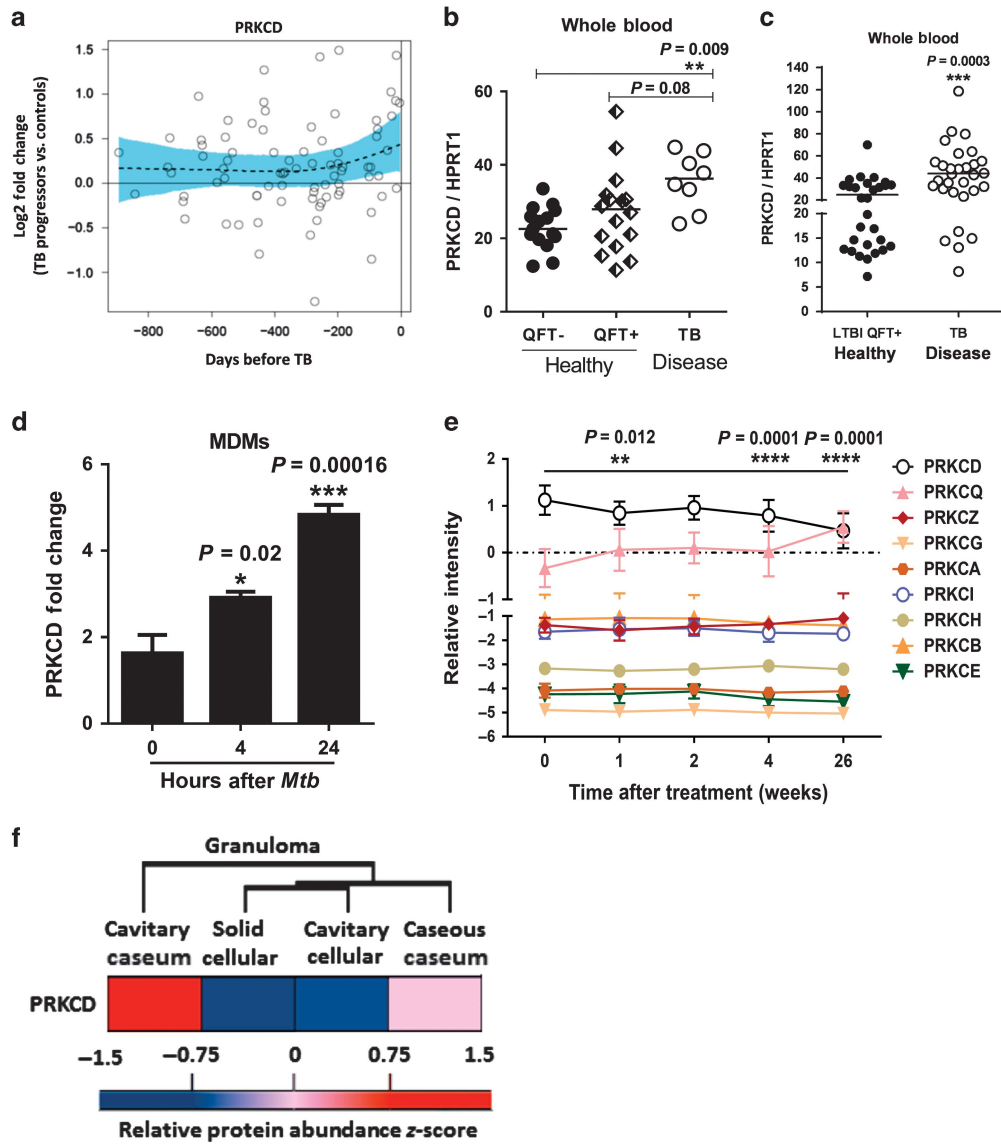 a
PRKCD
Log2 fold change
(TB progressors vs. controls)
1.5
1.0
0.5
0.0
−0.5
−1.0
−800
−600
−400
−200
0
Days before TB
b
Whole blood
P = 0.009
**
P = 0.08
PRKCD / HPRT1
60
40
20
0
QFT-
QFT+
TB
Healthy
Disease
c
Whole blood
P = 0.0003
***
PRKCD / HPRT1
140
120
100
80
60
40
20
20
15
10
5
0
LTBI QFT+
TB
Healthy
Disease
d
MDMs
P = 0.00016
***
P = 0.02
*
PRKCD fold change
6
4
2
0
0
4
24
Hours after Mtb
e
P = 0.012
P = 0.0001
P = 0.0001
**
****
****
Relative intensity
2
1
0
−1
−1
−2
−3
−4
−5
−6
0
1
2
4
26
Time after treatment (weeks)
PRKCD
PRKCQ
PRKCZ
PRKCG
PRKCA
PRKCI
PRKCH
PRKCB
PRKCE
f
Granuloma
Cavitary
caseum
Solid
cellular
Cavitary
cellular
Caseous
caseum
PRKCD
−1.5
−0.75
0
0.75
1.5
Relative protein abundance z-score